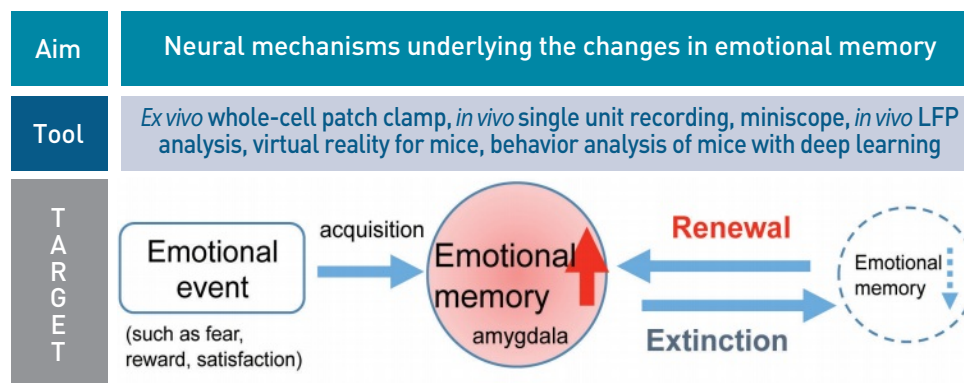 Aim
Neural mechanisms underlying the changes in emotional memory
Tool
Ex vivo whole-cell patch clamp, in vivo single unit recording, miniscope, in vivo LFP
analysis, virtual reality for mice, behavior analysis of mice with deep learning
T
A
R
G
E
T
Emotional
event
(such as fear,
reward, satisfaction)
acquisition
Emotional
memory
amygdala
Renewal
Extinction
Emotional
memory